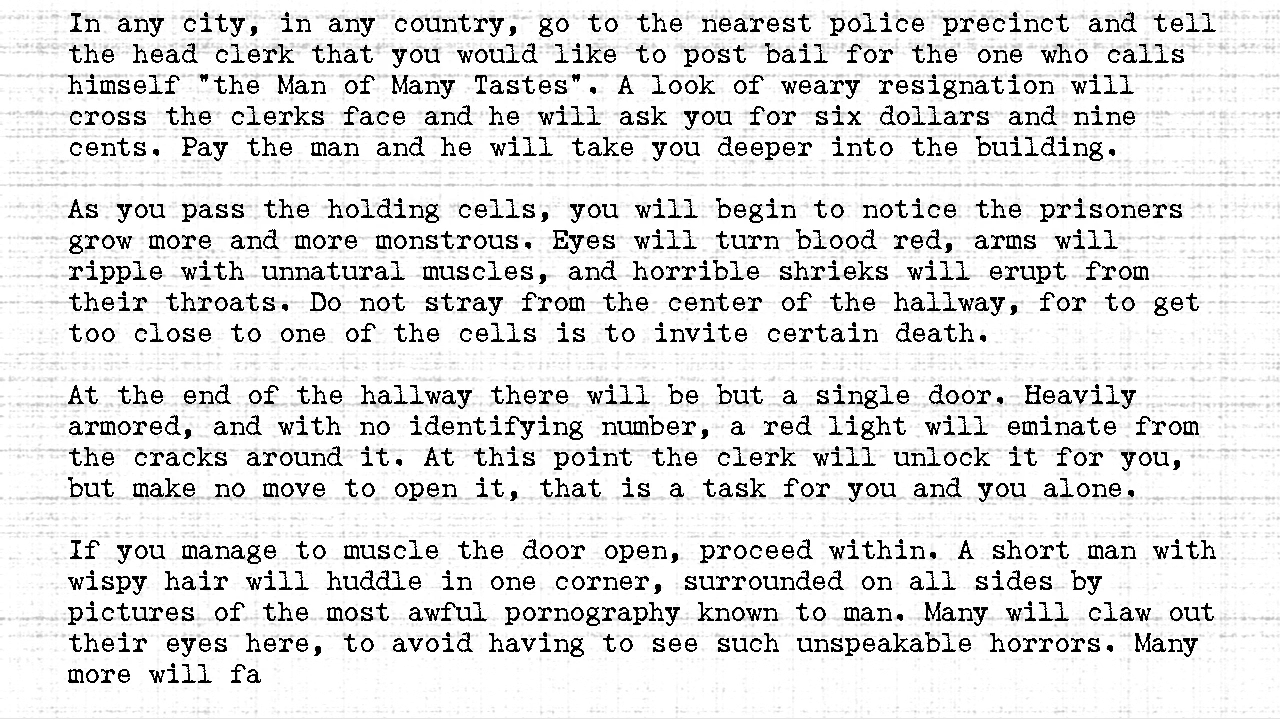 In any city, in any country, go to the nearest police precinct and tell
the head clerk that you would like to post bail for the one who calls
himself "the Man of Many Tastes". A look of weary resignation will
cross the clerks face and he will ask you for six dollars and nine
cents. Pay the man and he will take you deeper into the building.

As you pass the holding cells, you will begin to notice the prisoners
grow more and more monstrous. Eyes will turn blood red, arms will
ripple with unnatural muscles, and horrible shrieks will erupt from
their throats. Do not stray from the center of the hallway, for to get
too close to one of the cells is to invite certain death.

At the end of the hallway there will be but a single door. Heavily
armored, and with no identifying number, a red light will eminate from
the cracks around it. At this point the clerk will unlock it for you,
but make no move to open it, that is a task for you and you alone.

If you manage to muscle the door open, proceed within. A short man with
wispy hair will huddle in one corner, surrounded on all sides by
pictures of the most awful pornography known to man. Many will claw out
their eyes here, to avoid having to see such unspeakable horrors. Many
more will fa